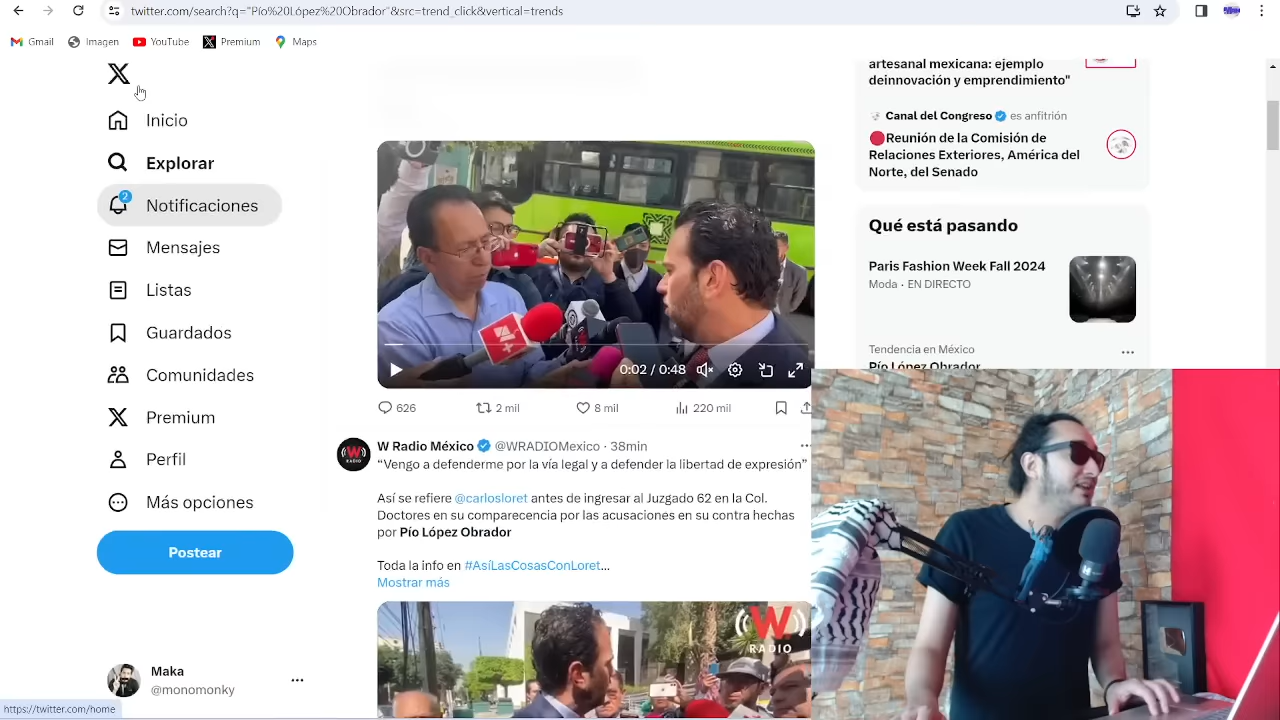 twitter.com/search?q="Pío%20López%20Obrador"&src=trend_click&vertical=trends
Gmail
Imagen
YouTube
Premium
Maps
X
Inicio
Explorar
2
Notificaciones
Mensajes
Listas
Guardados
Comunidades
Premium
Perfil
Más opciones
Postear
Maka
@monomonky
https://twitter.com/home
0:02 / 0:48
626
2 mil
8 mil
220 mil
W Radio México @WRADIOMexico · 38min
“Vengo a defenderme por la vía legal y a defender la libertad de expresión”
Así se refiere @carlosloret antes de ingresar al Juzgado 62 en la Col.
Doctores en su comparecencia por las acusaciones en su contra hechas
por Pío López Obrador
Toda la info en #AsíLasCosasConLoret...
Mostrar más
W
RADIO
artesanal mexicana: ejemplo
deinnovación y emprendimiento"
Canal del Congreso es anfitrión
Reunión de la Comisión de
Relaciones Exteriores, América del
Norte, del Senado
Qué está pasando
Paris Fashion Week Fall 2024
Moda · EN DIRECTO
Tendencia en México
Pío López Obrador